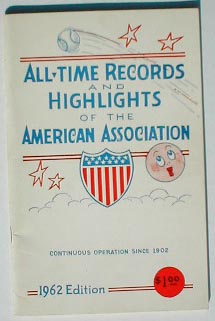 ALL-TIME RECORDS
AND
HIGHLIGHTS
OF THE
AMERICAN ASSOCIATION
CONTINUOUS OPERATION SINCE 1902
1962 Edition
$1.00